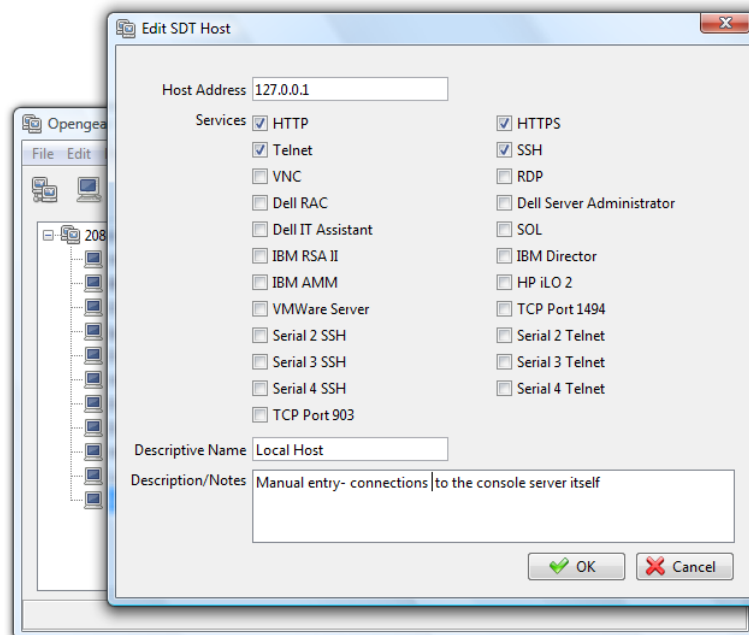 Edit SDT Host
Host Address 127.0.0.1
Services HTTP HTTPS
Telnet SSH
VNC RDP
Dell RAC Dell Server Administrator
Dell IT Assistant SOL
IBM RSA II IBM Director
IBM AMM HP iLO 2
VMWare Server TCP Port 1494
Serial 2 SSH Serial 2 Telnet
Serial 3 SSH Serial 3 Telnet
Serial 4 SSH Serial 4 Telnet
TCP Port 903
Descriptive Name Local Host
Description/Notes Manual entry- connections to the console server itself
OK Cancel
Opengea
File Edit
208